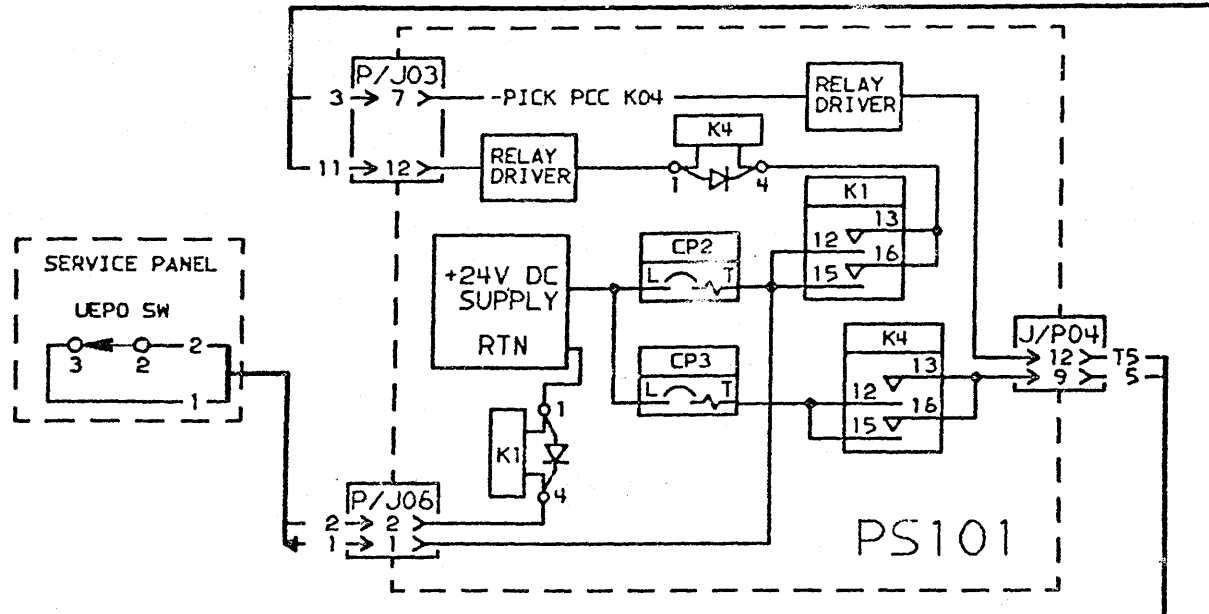 P/J03
3 7 -PICK PCC K04
RELAY
DRIVER
11 12
RELAY
DRIVER
K4
1 4
K1
13
12
16
15
SERVICE PANEL
UEPO SW
3 2
2
1
+24V DC
SUPPLY
RTN
CP2
L T
CP3
L T
K4
13
12
16
15
J/P04
12 T5
9 5
K1
1
4
P/J06
2 2
1 1
PS101